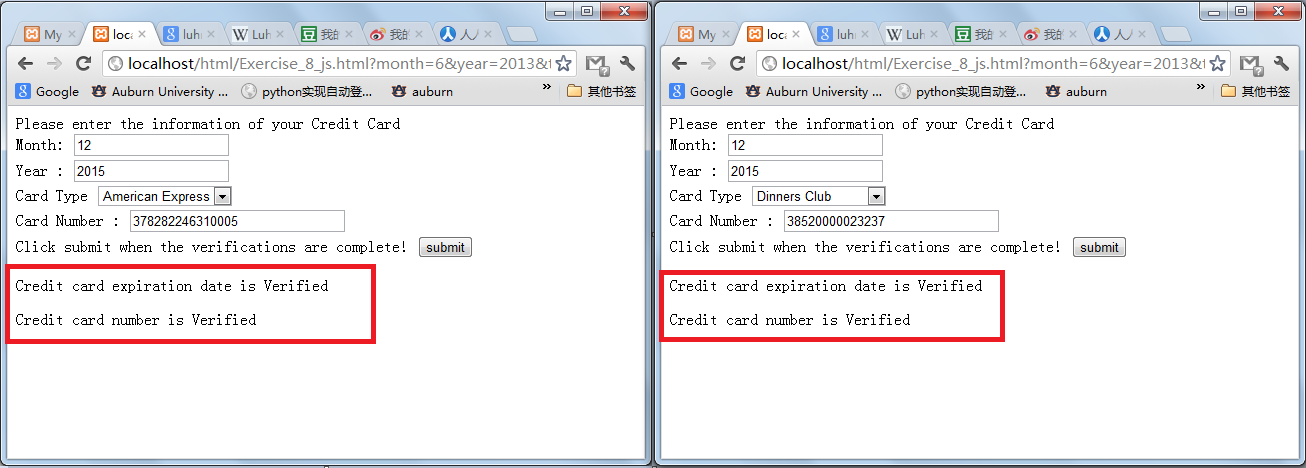 My loca luhn Luh 我的 我的 人人
localhost/html/Exercise_8_js.html?month=6&year=2013&t
Google Auburn University ... python实现自动登... auburn » 其他书签
Please enter the information of your Credit Card
Month: 12
Year : 2015
Card Type American Express
Card Number : 378282246310005
Click submit when the verifications are complete! submit
Credit card expiration date is Verified
Credit card number is Verified
My loca luhn Luh 我的 我的 人人
localhost/html/Exercise_8_js.html?month=6&year=2013&t
Google Auburn University ... python实现自动登... auburn » 其他书签
Please enter the information of your Credit Card
Month: 12
Year : 2015
Card Type Dinners Club
Card Number : 38520000023237
Click submit when the verifications are complete! submit
Credit card expiration date is Verified
Credit card number is Verified